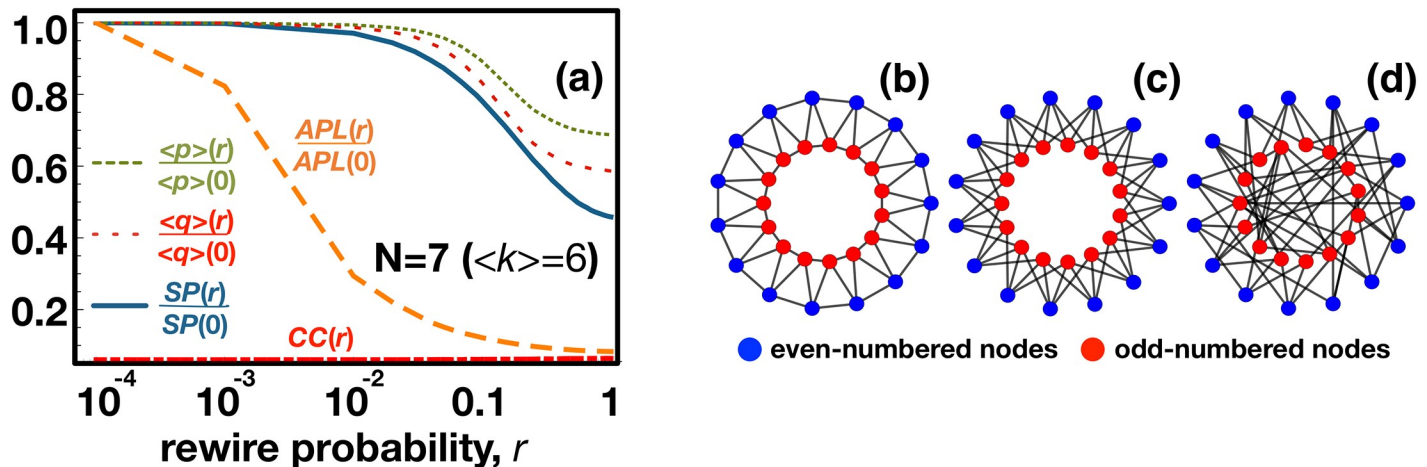 1.0
0.8
0.6
0.4
0.2
(a)
<p>(r)
<p>(0)
<q>(r)
<q>(0)
SP(r)
SP(0)
APL(r)
APL(0)
N=7 (<k>=6)
CC(r)
10-4 10-3 10-2 0.1 1
rewire probability, r
(b) (c) (d)
even-numbered nodes odd-numbered nodes